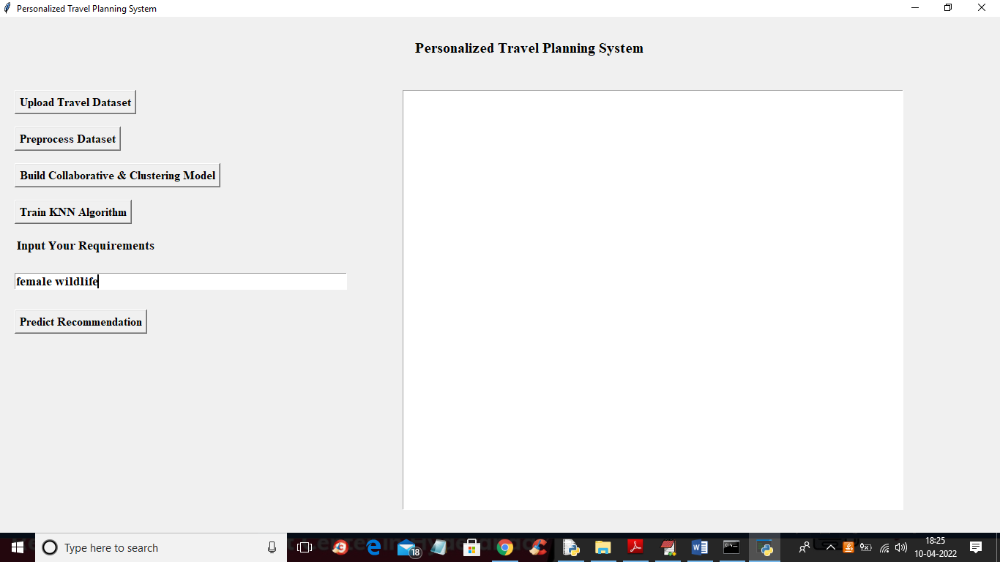 Personalized Travel Planning System
Personalized Travel Planning System
Upload Travel Dataset
Preprocess Dataset
Build Collaborative & Clustering Model
Train KNN Algorithm
Input Your Requirements
female wildlife
Predict Recommendation
Type here to search
18
18:25
10-04-2022